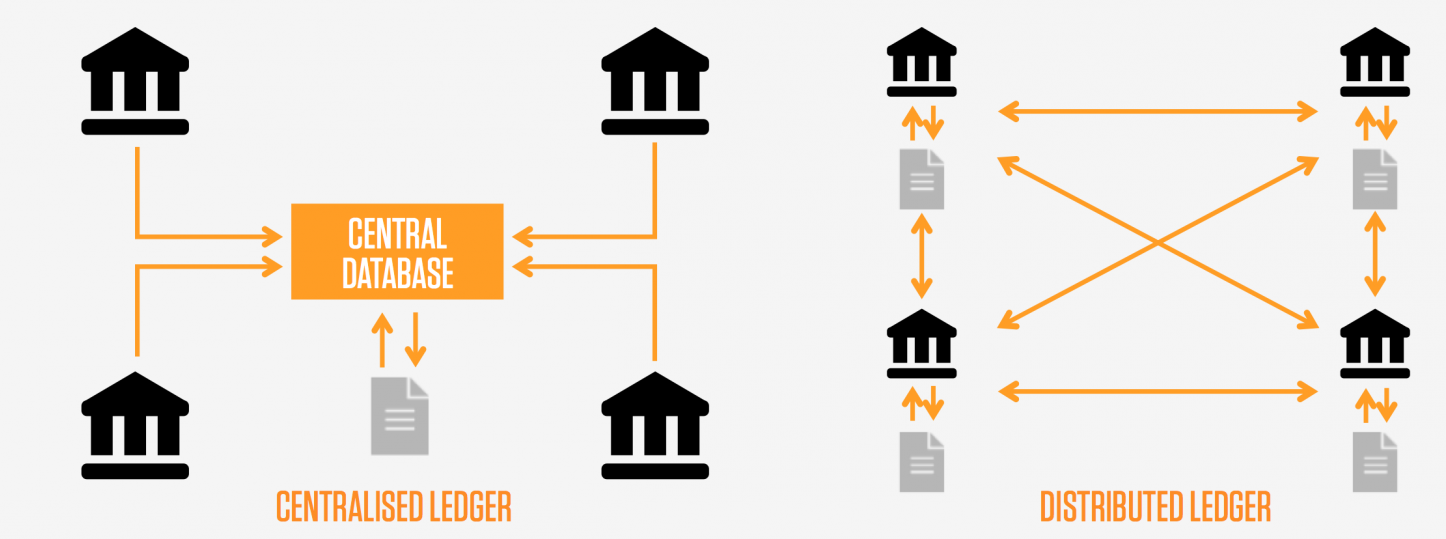 CENTRAL
DATABASE
CENTRALISED LEDGER
DISTRIBUTED LEDGER